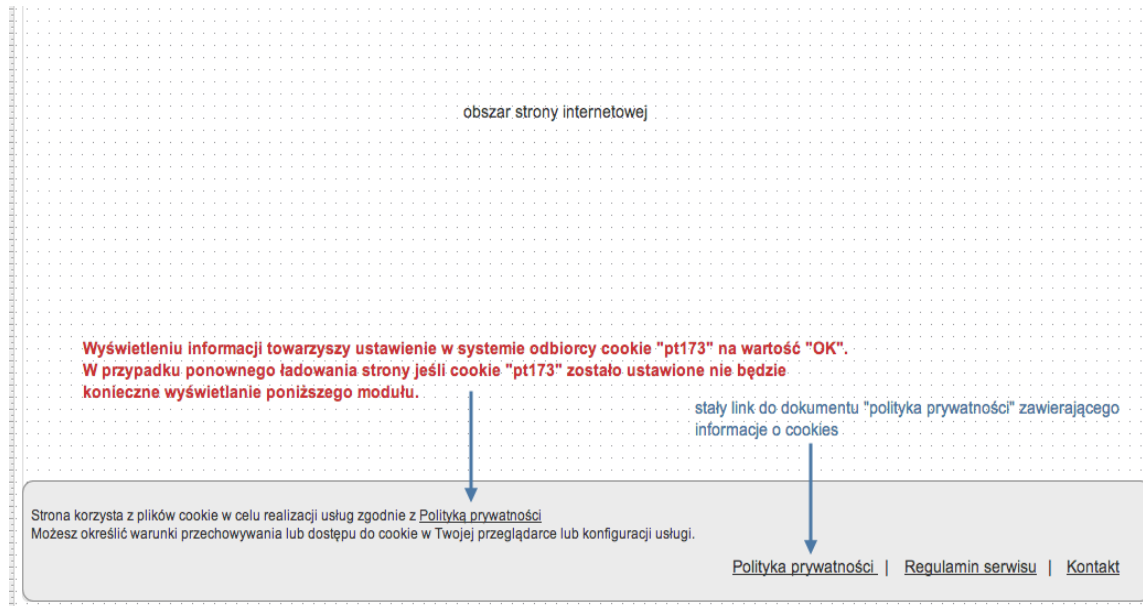 obszar strony internetowej
Wyświetleniu informacji towarzyszy ustawienie w systemie odbiorcy cookie "pt173" na wartość "OK".
W przypadku ponownego ładowania strony jeśli cookie "pt173" zostało ustawione nie będzie
konieczne wyświetlanie poniższego modułu.
stały link do dokumentu "polityka prywatności" zawierającego
informacje o cookies
Strona korzysta z plików cookie w celu realizacji usług zgodnie z Polityką prywatności
Możesz określić warunki przechowywania lub dostępu do cookie w Twojej przeglądarce lub konfiguracji usługi.
Polityka prywatności | Regulamin serwisu | Kontakt